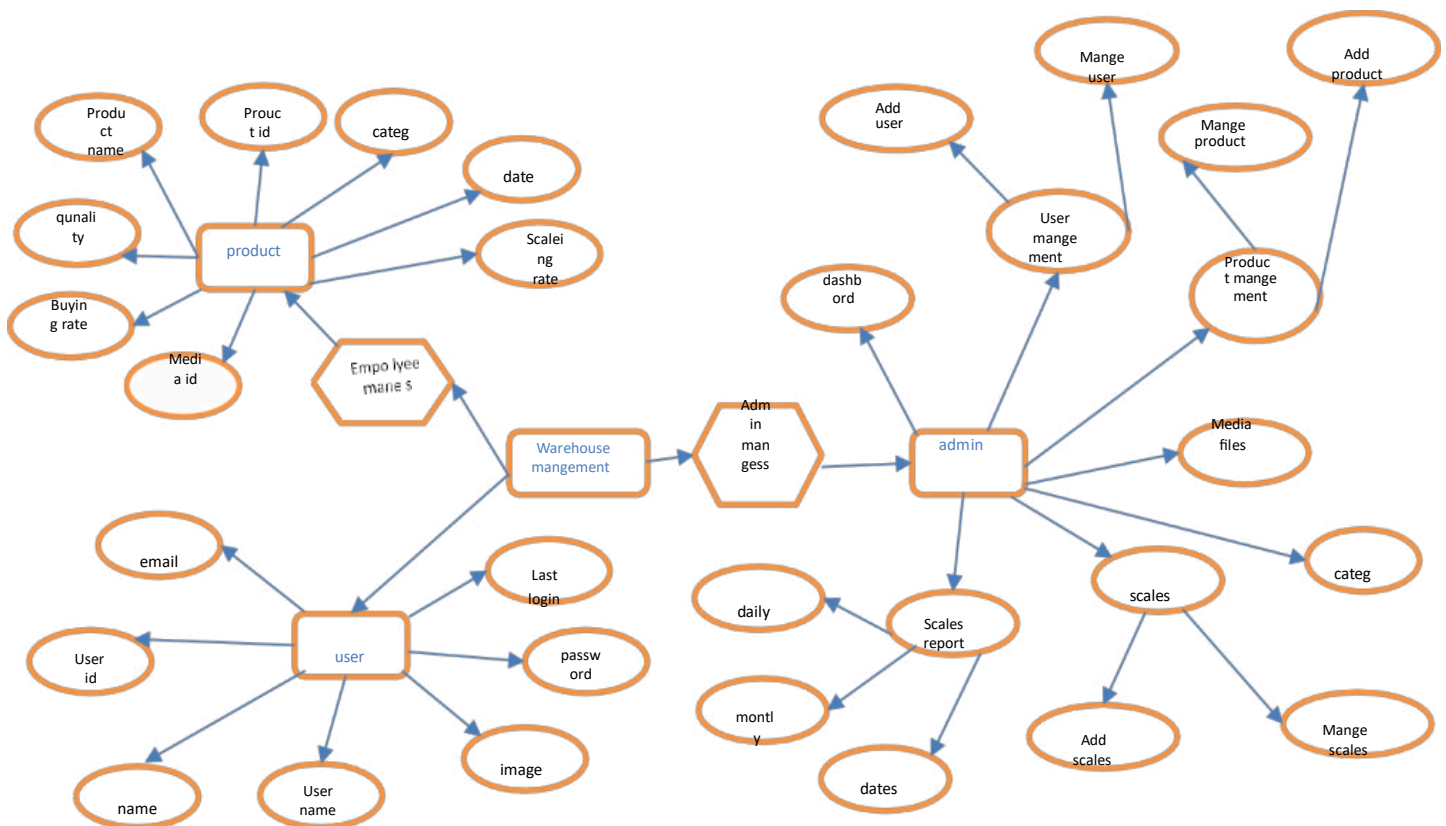 Mange
user
Add
product
Add
user
Mange
product
Produ
ct
name
Prouc
t id
categ
date
qunali
ty
product
Scalei
ng
rate
User
mange
ment
Produc
t mange
ment
dashb
ord
Buyin
g rate
Medi
a id
Empo lyee
mane s
Adm
in
man
gess
Warehouse
mangement
admin
Media
files
email
Last
login
categ
scales
daily
Scales
report
User
id
user
passw
ord
montl
y
Add
scales
Mange
scales
name
User
name
image
dates